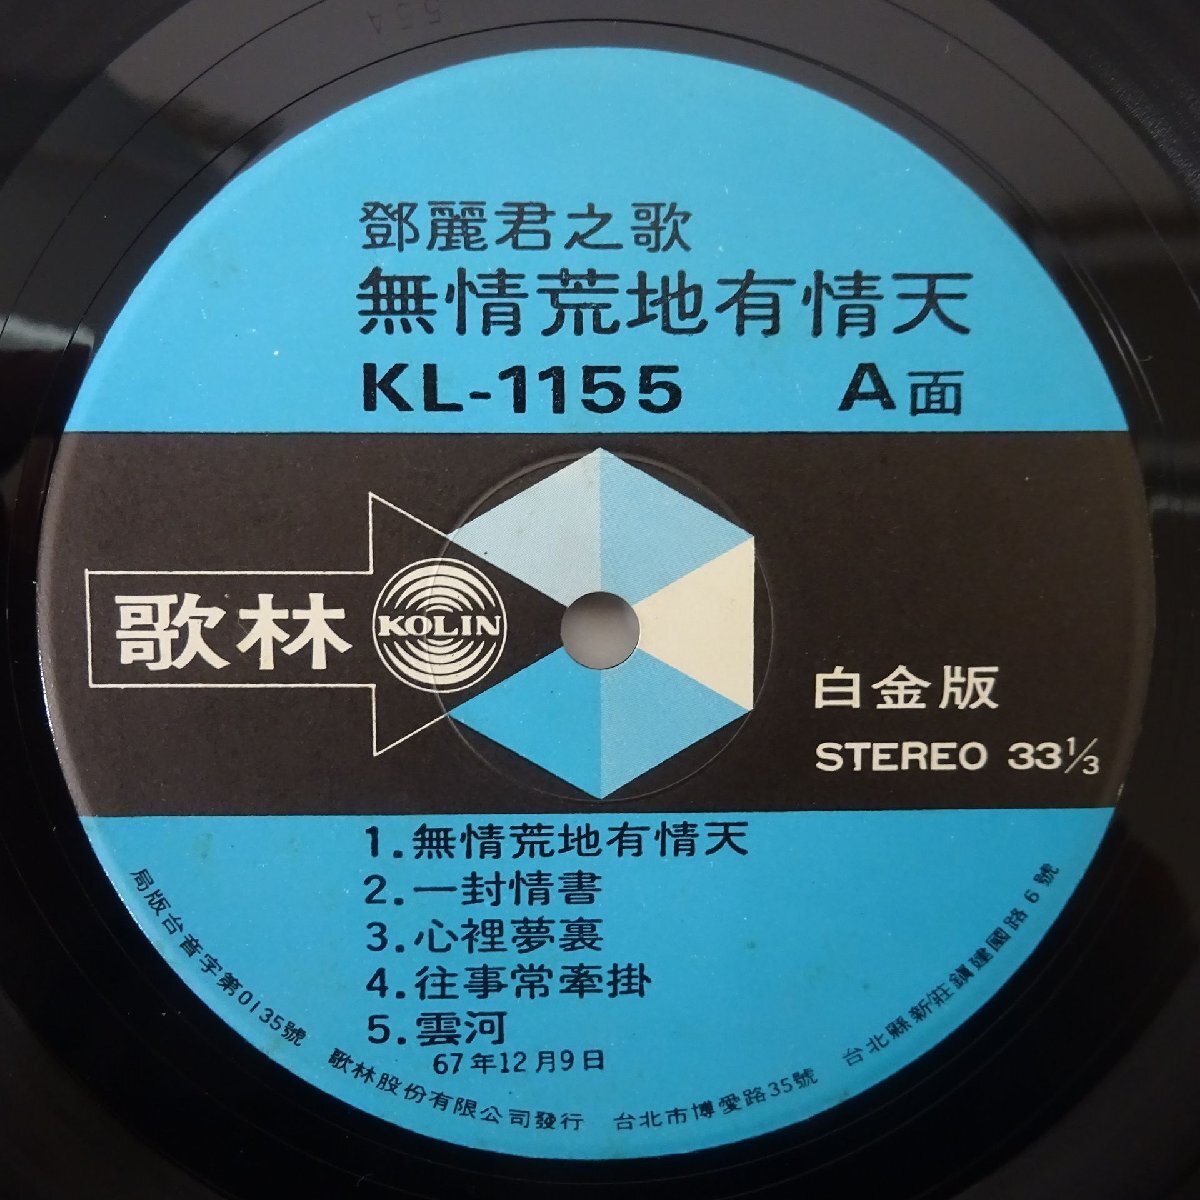 鄧麗君之歌
無情荒地有情天
KL-1155 A面
歌林 KOLIN
白金版
STEREO 33⅓
1.無情荒地有情天
2.一封情書
3.心裡夢裏
4.往事常牽掛
5.雲河
67年12月9日
局版台音字第0135號 歌林股份有限公司發行 台北市博愛路35號 台北縣新莊鎮建國路6號